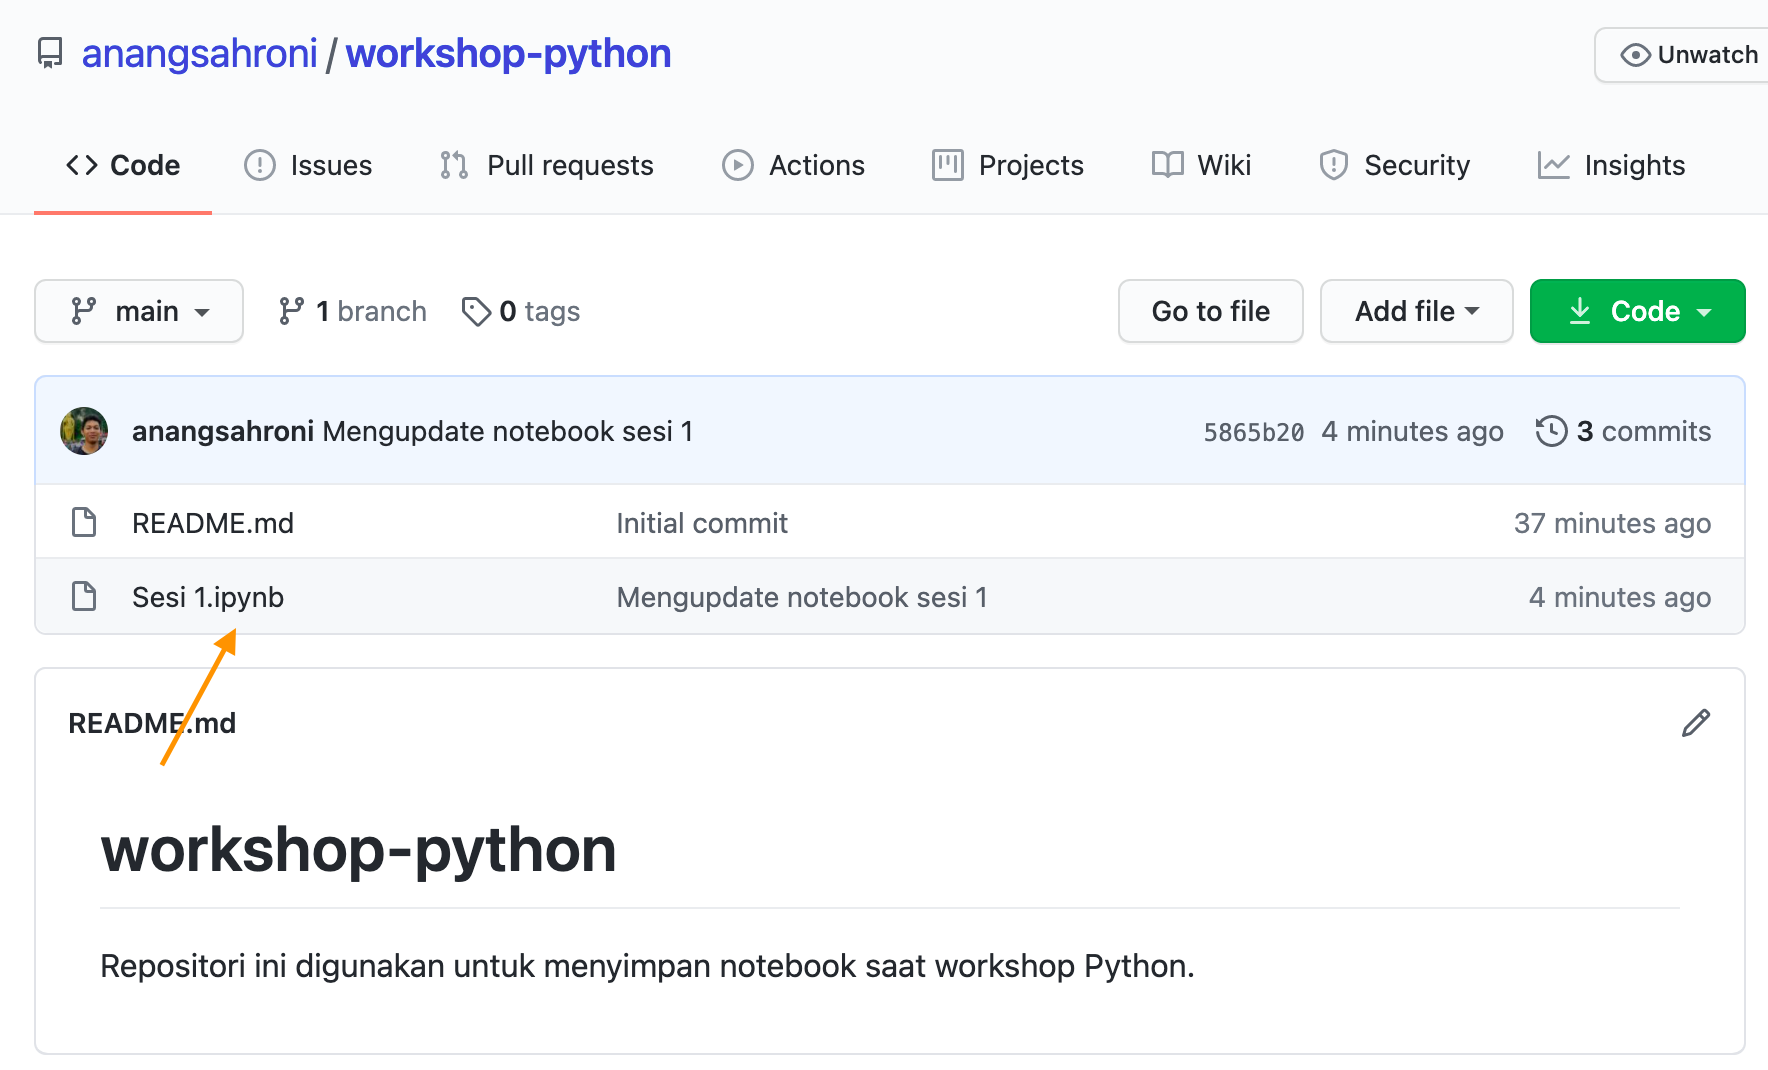 anangsahroni / workshop-python
Unwatch
Code Issues Pull requests Actions Projects Wiki Security Insights
main 1 branch 0 tags Go to file Add file Code
anangsahroni Mengupdate notebook sesi 1 5865b20 4 minutes ago 3 commits
README.md Initial commit 37 minutes ago
Sesi 1.ipynb Mengupdate notebook sesi 1 4 minutes ago
README.md
workshop-python
Repositori ini digunakan untuk menyimpan notebook saat workshop Python.